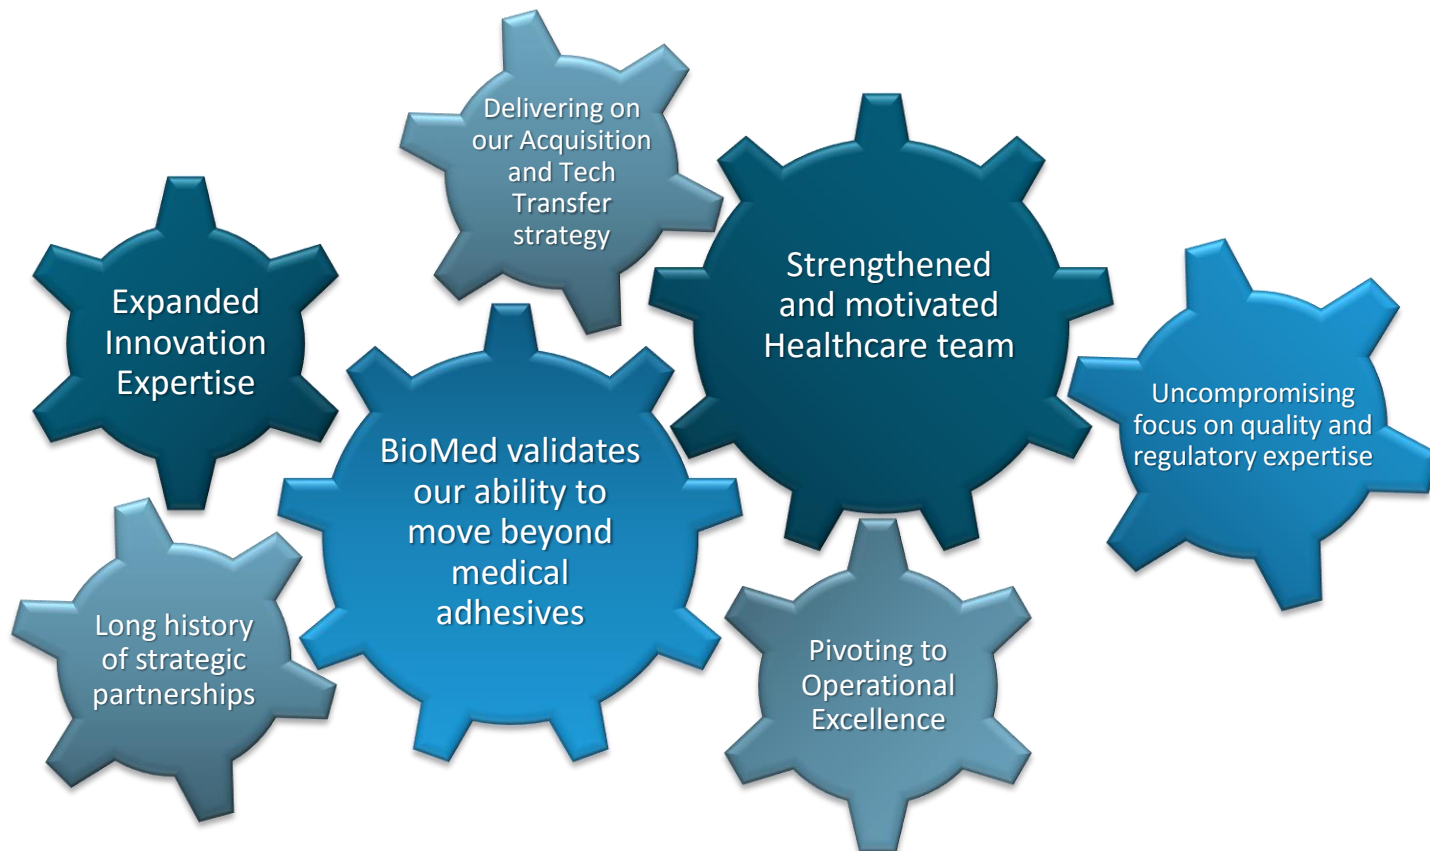 Delivering on
our Acquisition
and Tech
Transfer
strategy
Strengthened
and motivated
Healthcare team
Expanded
Innovation
Expertise
Uncompromising
focus on quality and
regulatory expertise
BioMed validates
our ability to
move beyond
medical
adhesives
Long history
of strategic
partnerships
Pivoting to
Operational
Excellence